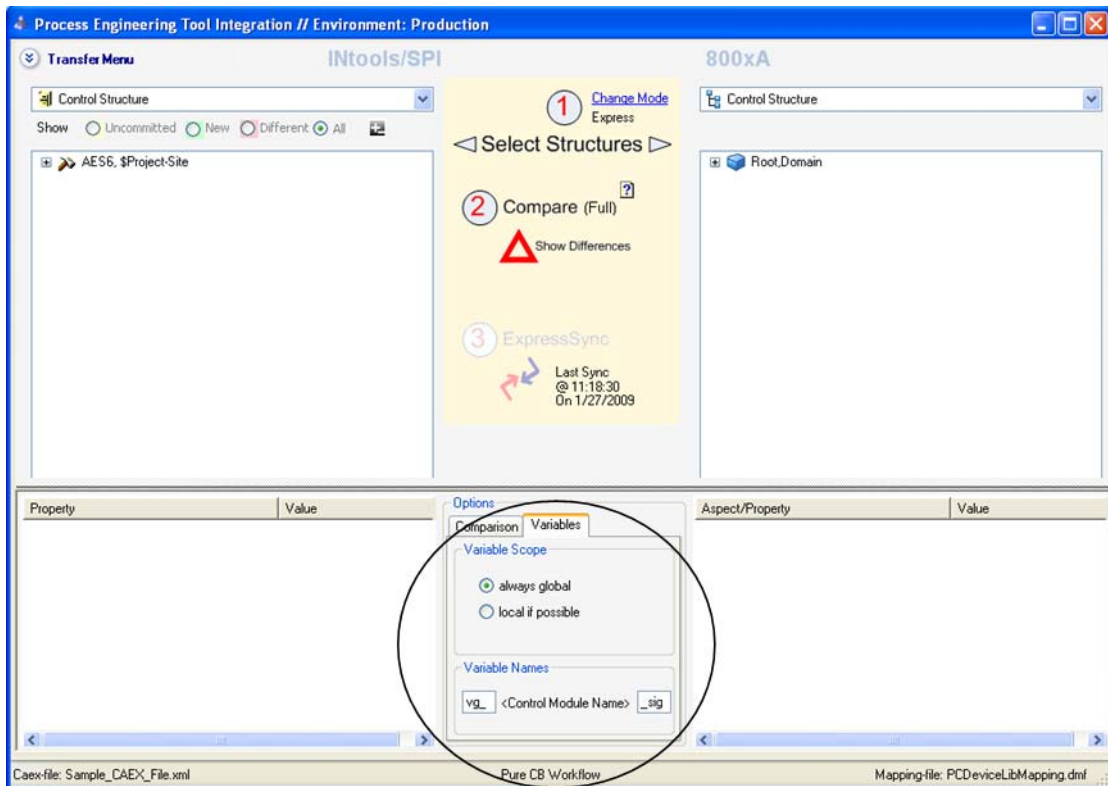 Process Engineering Tool Integration // Environment: Production
Transfer Menu
INtools/SPI
800xA
Control Structure
Show Uncommitted New Different All
AES6, $Project-Site
1 Change Mode
Express
Select Structures
2 Compare (Full) ?
Show Differences
3 ExpressSync
Last Sync
@ 11:18:30
On 1/27/2009
Control Structure
Root,Domain
Property Value
Options
Comparison Variables
Variable Scope
always global
local if possible
Variable Names
vg_ <Control Module Name> _sig
Aspect/Property Value
Caex-file: Sample_CAEX_File.xml
Pure CB Workflow
Mapping-file: PCDeviceLibMapping.dmf